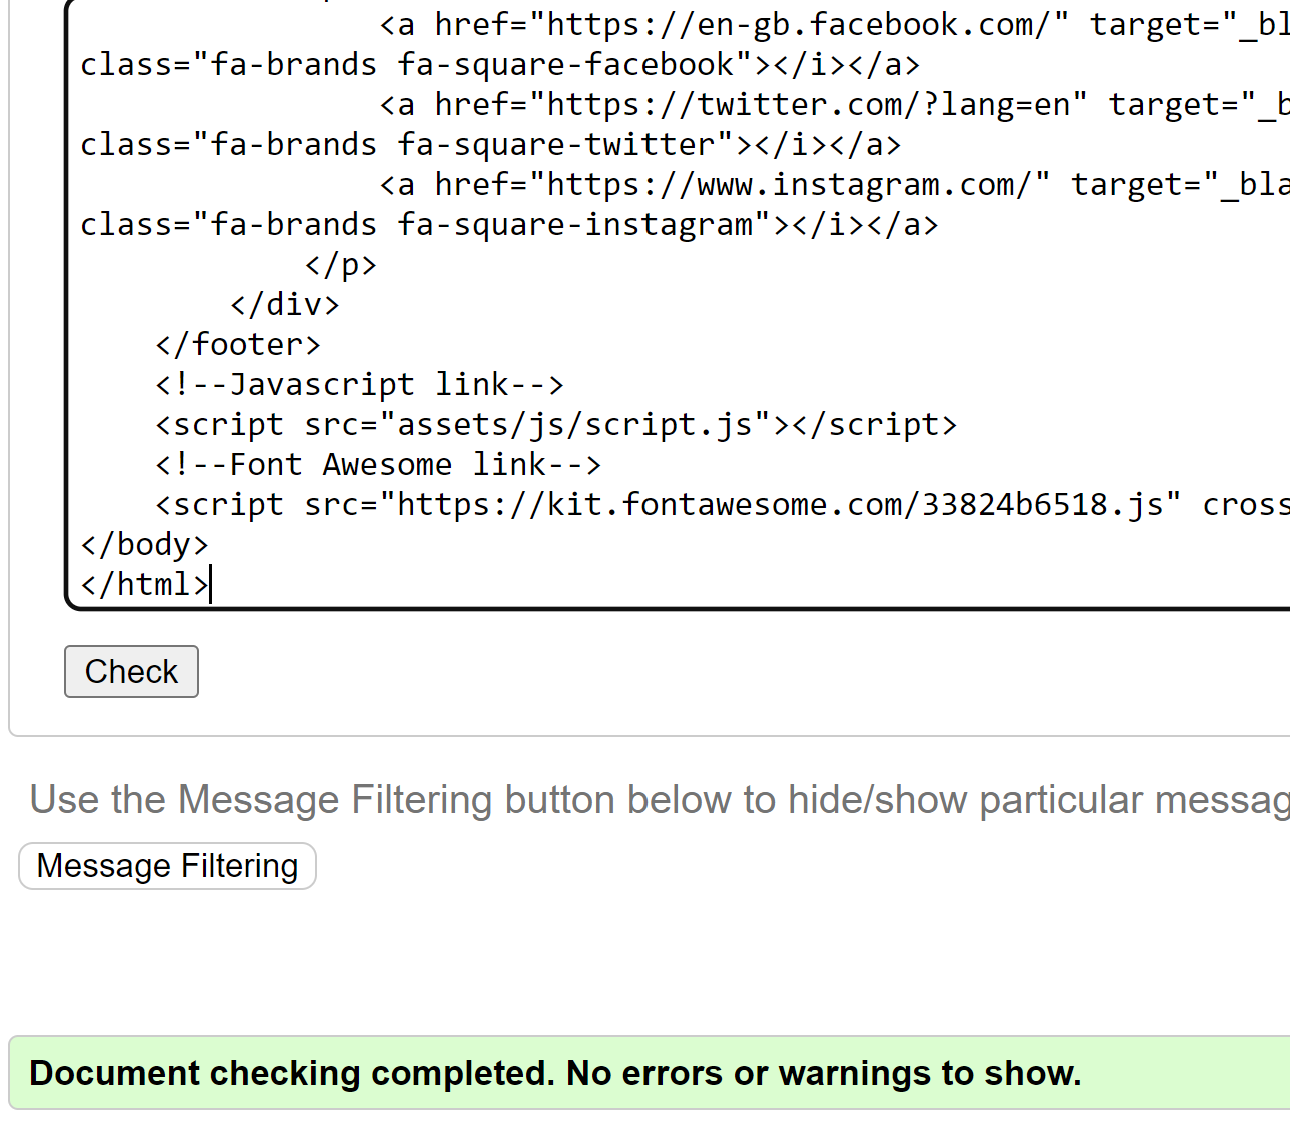 <a href="https://en-gb.facebook.com/" target="_bl
class="fa-brands fa-square-facebook"></i></a>
<a href="https://twitter.com/?lang=en" target="_b
class="fa-brands fa-square-twitter"></i></a>
<a href="https://www.instagram.com/" target="_bla
class="fa-brands fa-square-instagram"></i></a>
</p>
</div>
</footer>
<!--Javascript link-->
<script src="assets/js/script.js"></script>
<!--Font Awesome link-->
<script src="https://kit.fontawesome.com/33824b6518.js" cross
</body>
</html>
Check
Use the Message Filtering button below to hide/show particular messag
Message Filtering
Document checking completed. No errors or warnings to show.